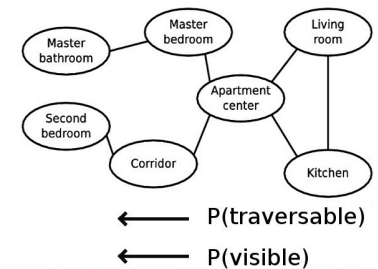 Master
bathroom
Master
bedroom
Living
room
Apartment
center
Second
bedroom
Corridor
Kitchen
P(traversable)
P(visible)